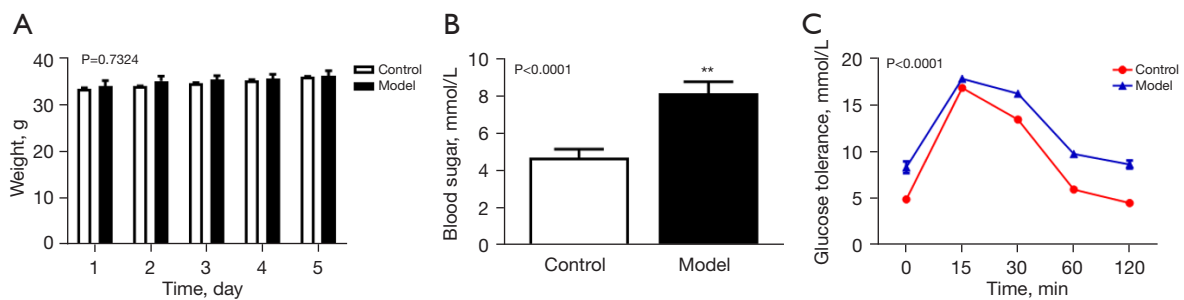 A
P=0.7324
Control
Model
Weight, g
40
30
20
10
0
1 2 3 4 5
Time, day
B
P<0.0001
**
Blood sugar, mmol/L
10
8
6
4
2
0
Control Model
C
P<0.0001
Control
Model
Glucose tolerance, mmol/L
20
15
10
5
0
0 15 30 60 120
Time, min